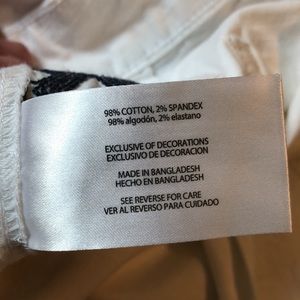 98% COTTON, 2% SPANDEX
98% algodón, 2% elastano
EXCLUSIVE OF DECORATIONS
EXCLUSIVO DE DECORACION
MADE IN BANGLADESH
HECHO EN BANGLADESH
SEE REVERSE FOR CARE
VER AL REVERSO PARA CUIDADO